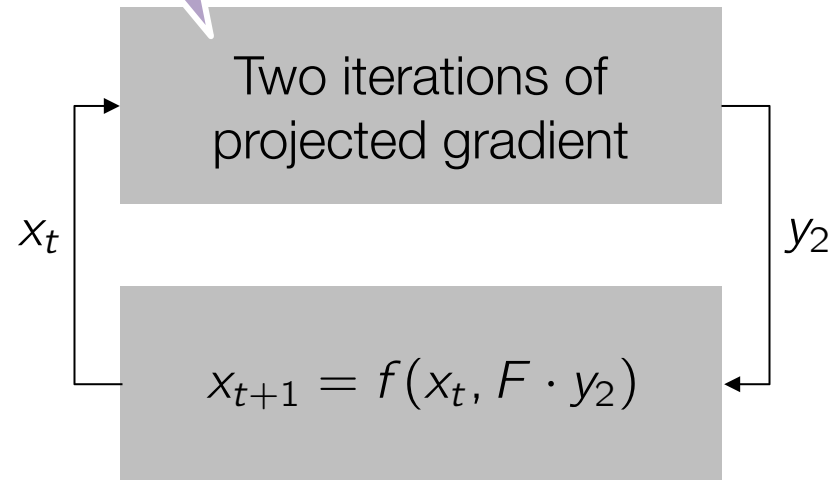 Two iterations of
projected gradient
x_t
y_2
x_{t+1} = f(x_t, F · y_2)